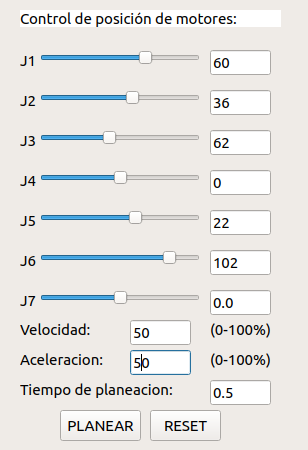 Control de posición de motores:
J1 60
J2 36
J3 62
J4 0
J5 22
J6 102
J7 0.0
Velocidad: 50 (0-100%)
Aceleracion: 50 (0-100%)
Tiempo de planeacion: 0.5
PLANEAR RESET